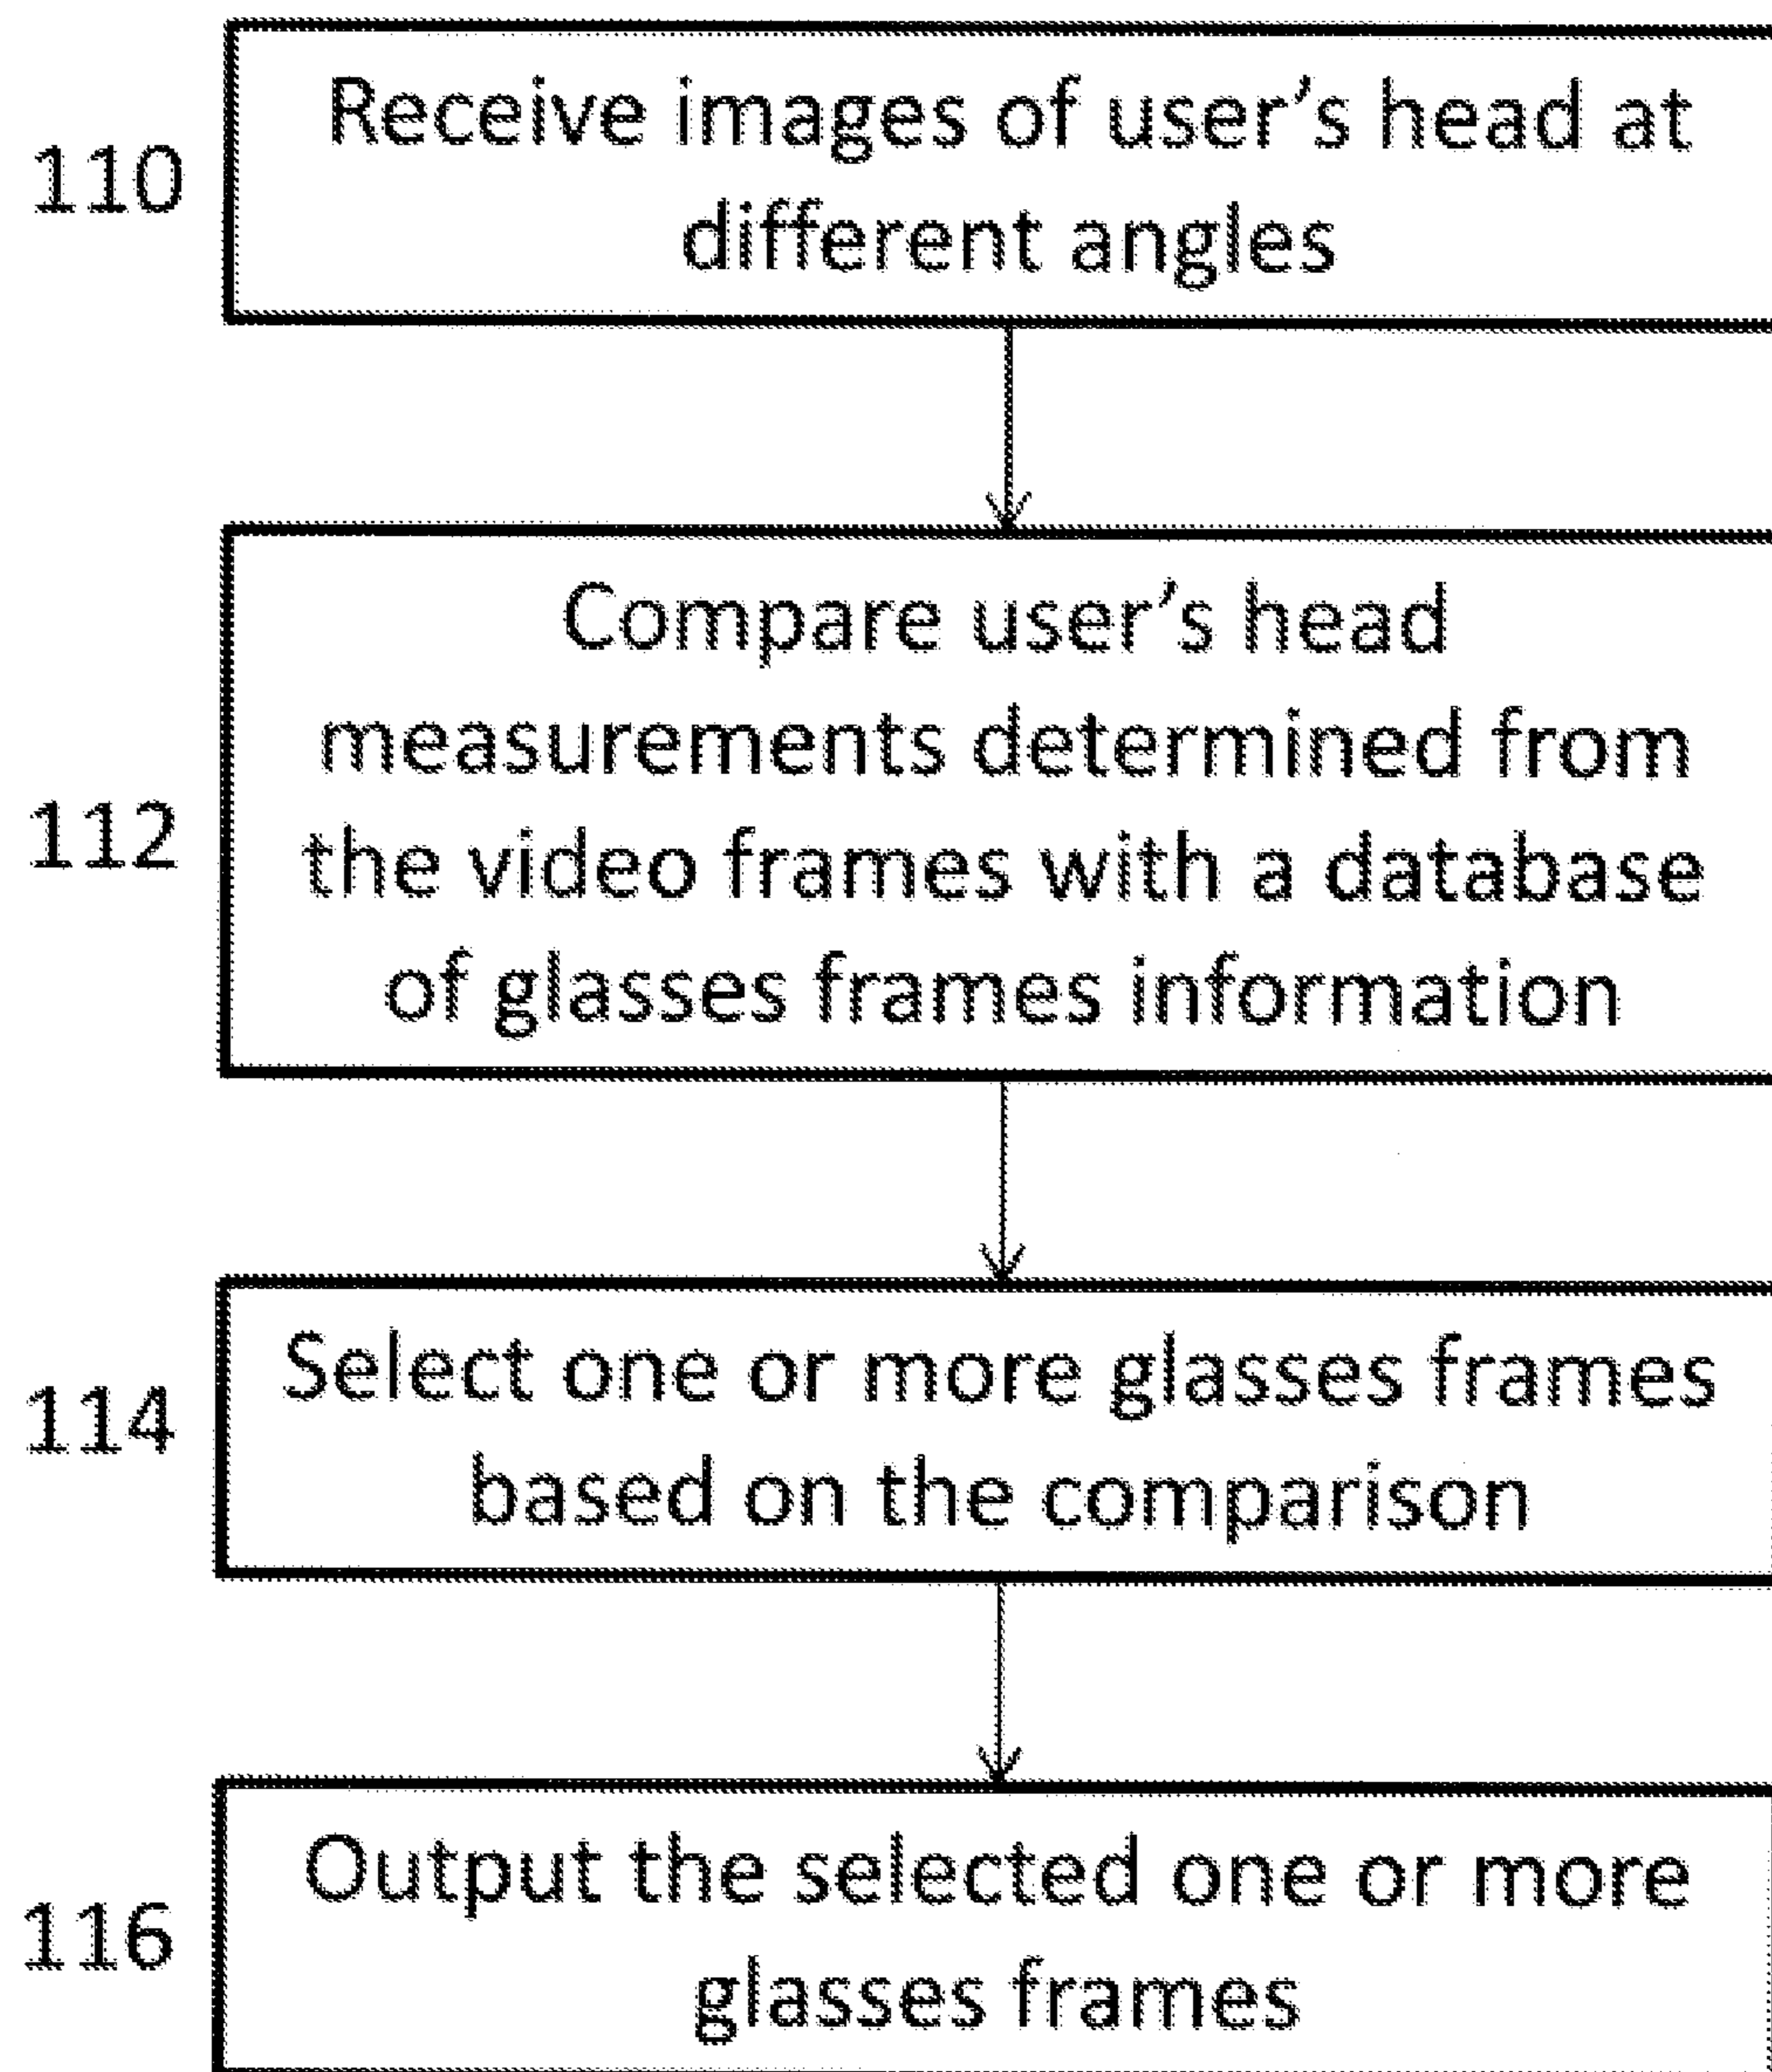 110
Receive images of user's head at
different angles
112
Compare user's head
measurements determined from
the video frames with a database
of glasses frames information
114
Select one or more glasses frames
based on the comparison
116
Output the selected one or more
glasses frames